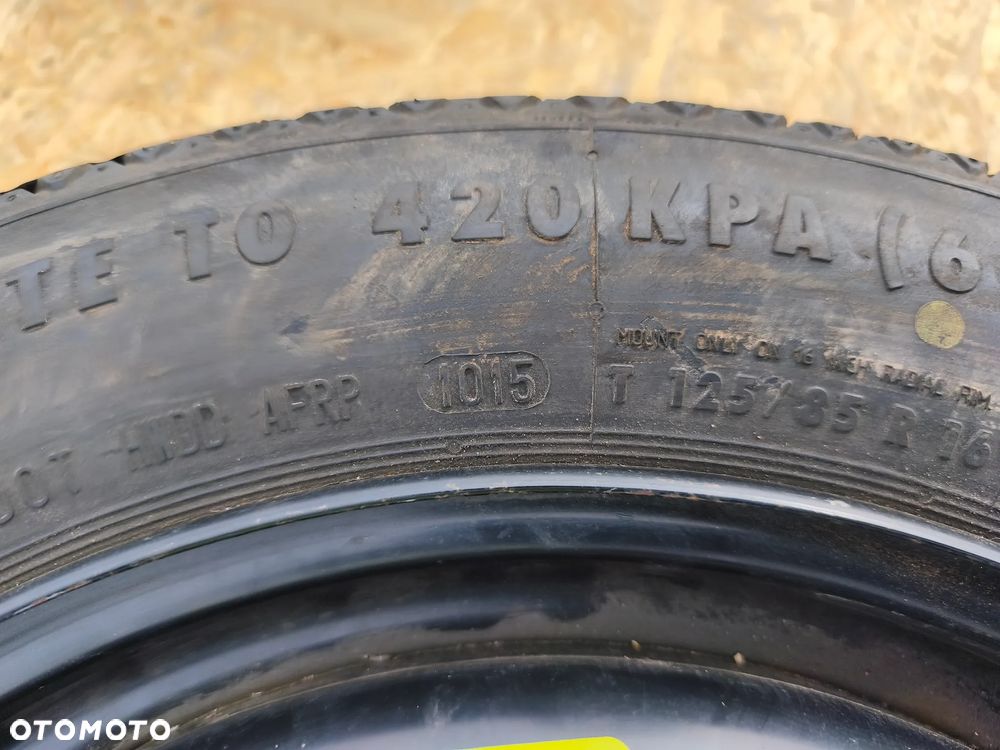 TE TO 420 KPA (6
MOUNT ONLY ON 16 INCH RADIAL RIM
DOT HWDD AFRP 1015 T 125/85 R 16
OTOMOTO